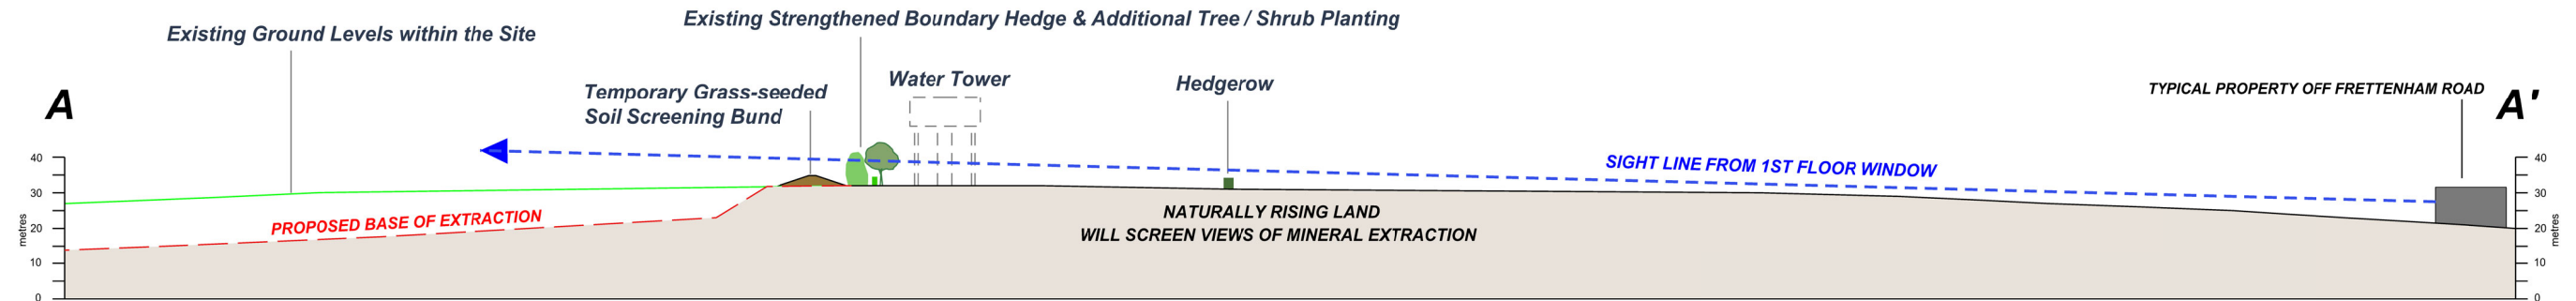 Existing Strengthened Boundary Hedge & Additional Tree / Shrub Planting
Existing Ground Levels within the Site
Temporary Grass-seeded
Soil Screening Bund
Water Tower
Hedgerow
TYPICAL PROPERTY OFF FRETTENHAM ROAD
A
A'
SIGHT LINE FROM 1ST FLOOR WINDOW
PROPOSED BASE OF EXTRACTION
NATURALLY RISING LAND
WILL SCREEN VIEWS OF MINERAL EXTRACTION
40
30
20
10
0
metres
40
30
20
10
0
metres